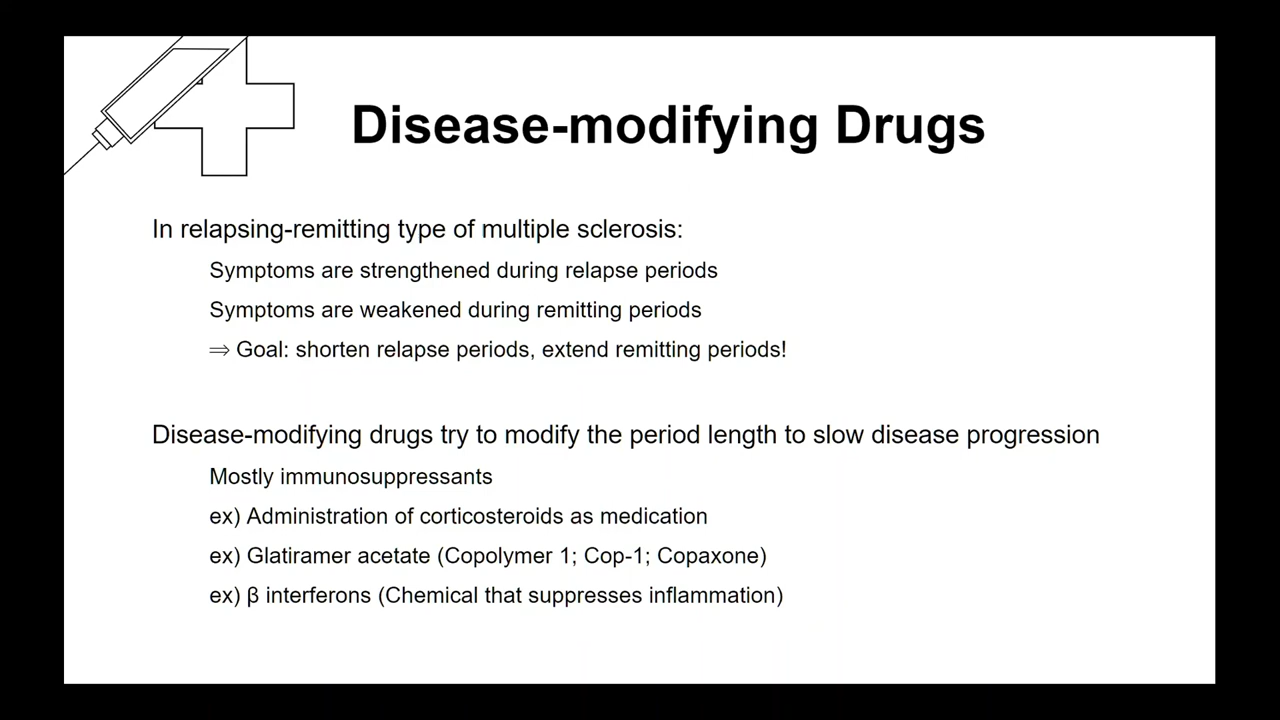 Disease-modifying Drugs
In relapsing-remitting type of multiple sclerosis:
Symptoms are strengthened during relapse periods
Symptoms are weakened during remitting periods
⇒ Goal: shorten relapse periods, extend remitting periods!
Disease-modifying drugs try to modify the period length to slow disease progression
Mostly immunosuppressants
ex) Administration of corticosteroids as medication
ex) Glatiramer acetate (Copolymer 1; Cop-1; Copaxone)
ex) β interferons (Chemical that suppresses inflammation)